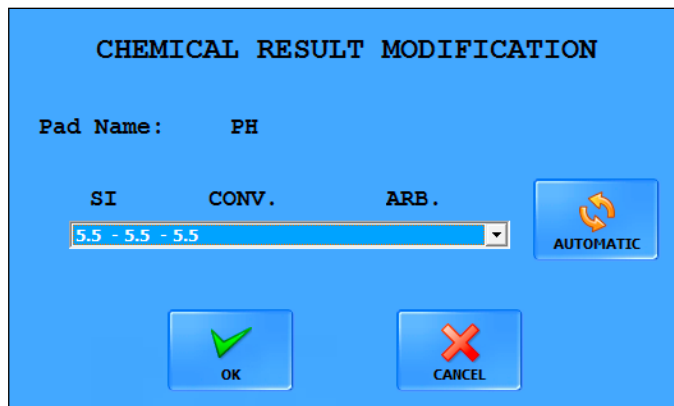 CHEMICAL RESULT MODIFICATION
Pad Name: PH
SI CONV. ARB.
5.5 - 5.5 - 5.5
AUTOMATIC
OK CANCEL